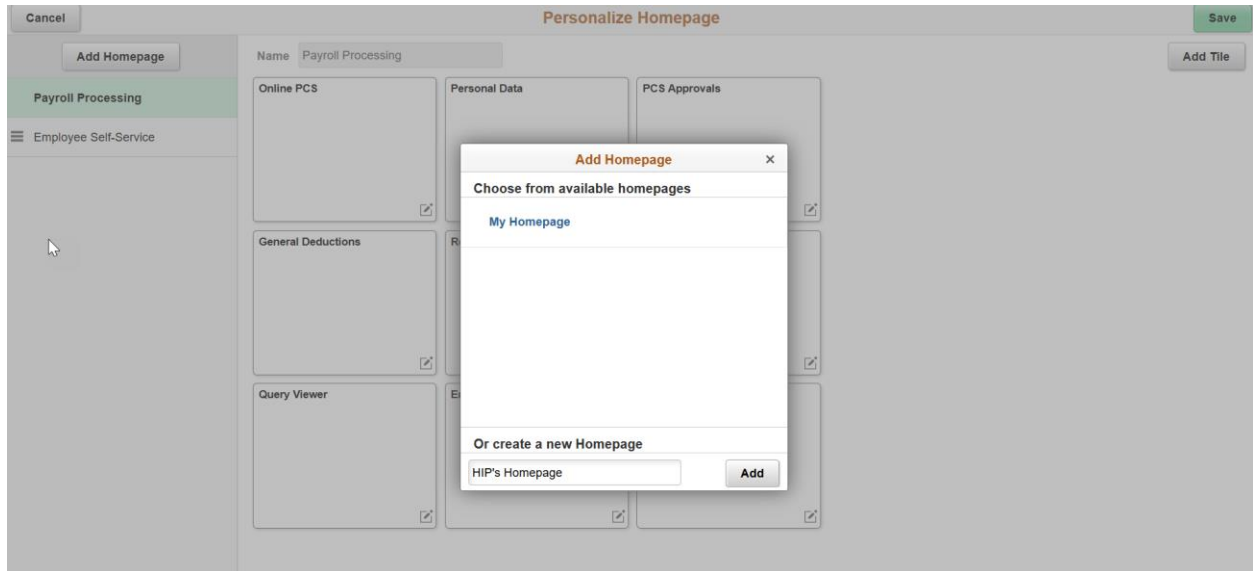 Cancel
Personalize Homepage
Save
Add Homepage
Name
Payroll Processing
Add Tile
Payroll Processing
Employee Self-Service
Online PCS
Personal Data
PCS Approvals
General Deductions
Query Viewer
Add Homepage
Choose from available homepages
My Homepage
Or create a new Homepage
HIP's Homepage
Add